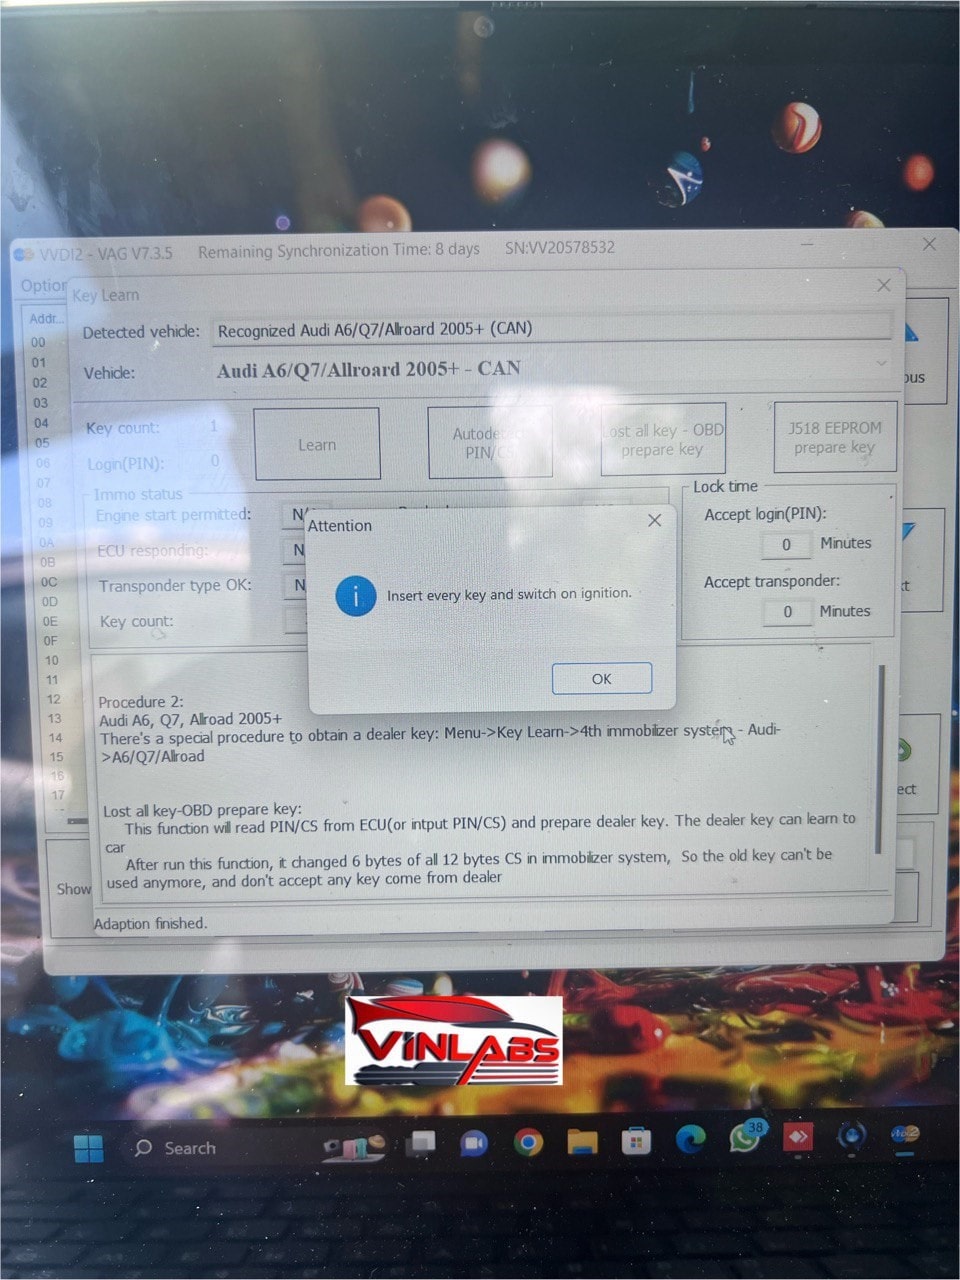 VVDI2 - VAG V7.3.5 Remaining Synchronization Time: 8 days SN:VV20578532
Option
Key Learn
Addr...
Detected vehicle: Recognized Audi A6/Q7/Allroard 2005+ (CAN)
Vehicle: Audi A6/Q7/Allroard 2005+ - CAN
00
01
02
03
04
05
06
07
08
09
0A
0B
0C
0D
0E
0F
10
11
12
13
14
15
16
17
Key count: 1
Login(PIN): 0
Learn
PIN/CS
Lost all key - OBD
prepare key
J518 EEPROM
prepare key
Immo status
Engine start permitted:
ECU responding:
Transponder type OK:
Key count:
Lock time
Accept login(PIN):
0 Minutes
Accept transponder:
0 Minutes
Attention
Insert every key and switch on ignition.
OK
Procedure 2:
Audi A6, Q7, Allroad 2005+
There's a special procedure to obtain a dealer key: Menu->Key Learn->4th immobilizer system - Audi-
>A6/Q7/Allroad
Lost all key-OBD prepare key:
This function will read PIN/CS from ECU(or intput PIN/CS) and prepare dealer key. The dealer key can learn to
car
After run this function, it changed 6 bytes of all 12 bytes CS in immobilizer system, So the old key can't be
used anymore, and don't accept any key come from dealer
Show
Adaption finished.
VINLABS
Search
38